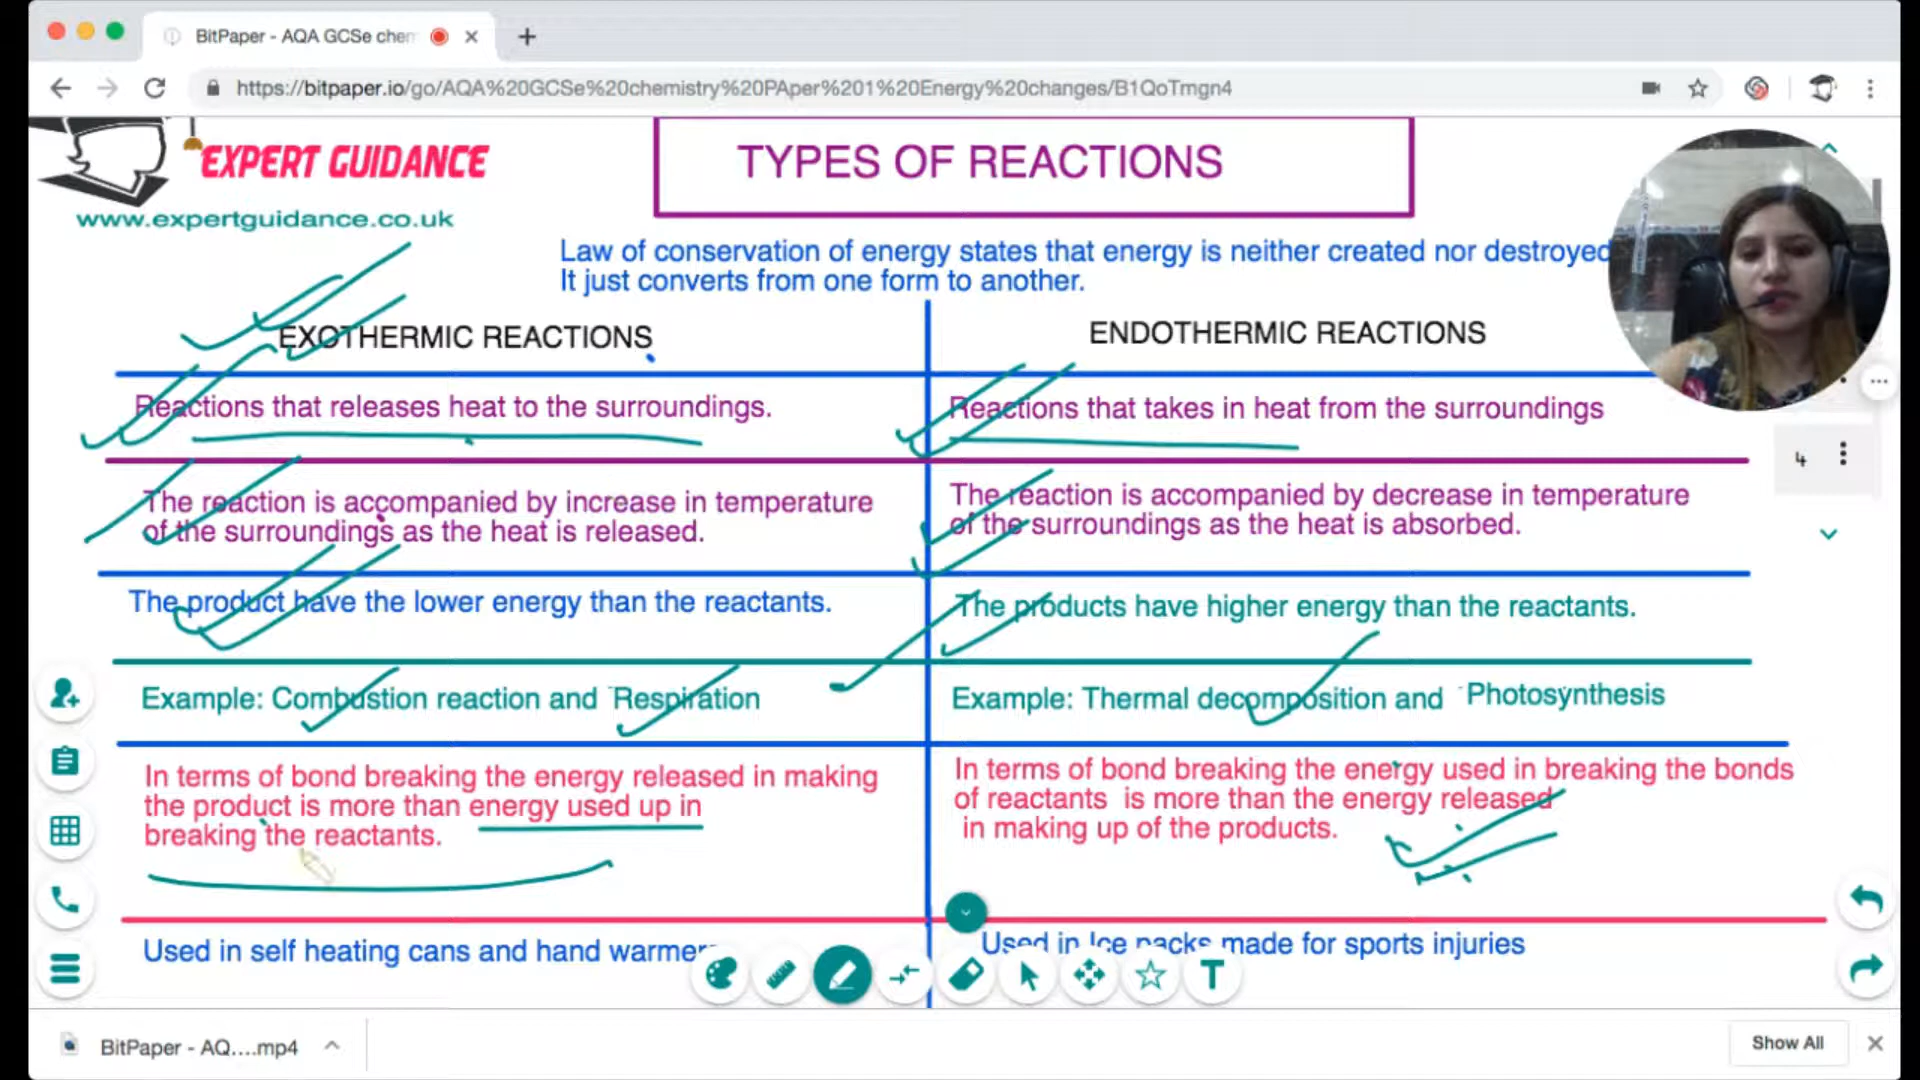 BitPaper - AQA GCSe chem
https://bitpaper.io/go/AQA%20GCSe%20chemistry%20PAper%201%20Energy%20changes/B1QoTmgn4
EXPERT GUIDANCE
www.expertguidance.co.uk
TYPES OF REACTIONS
Law of conservation of energy states that energy is neither created nor destroyed
It just converts from one form to another.
EXOTHERMIC REACTIONS
ENDOTHERMIC REACTIONS
Reactions that releases heat to the surroundings.
Reactions that takes in heat from the surroundings
4
The reaction is accompanied by increase in temperature
of the surroundings as the heat is released.
The reaction is accompanied by decrease in temperature
of the surroundings as the heat is absorbed.
The product have the lower energy than the reactants.
The products have higher energy than the reactants.
Example: Combustion reaction and Respiration
Example: Thermal decomposition and Photosynthesis
In terms of bond breaking the energy released in making
the product is more than energy used up in
breaking the reactants.
In terms of bond breaking the energy used in breaking the bonds
of reactants is more than the energy released
in making up of the products.
Used in self heating cans and hand warmers
Used in Ice packs made for sports injuries
T
BitPaper - AQ....mp4
Show All